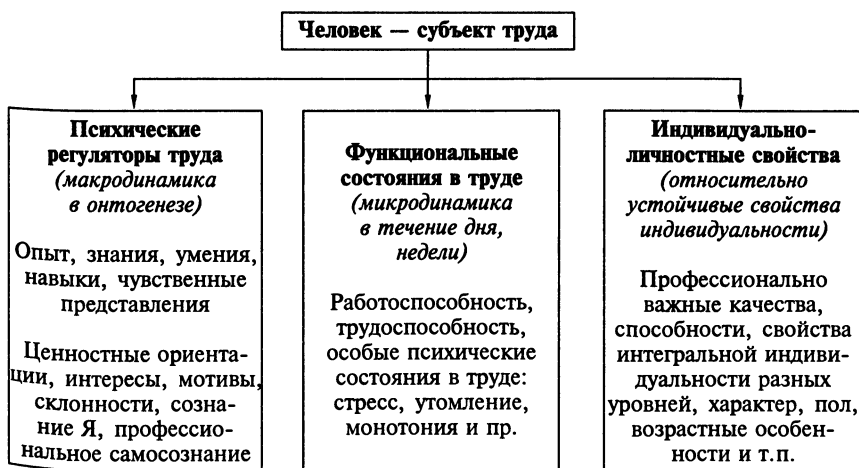 Человек — субъект труда
Психические
регуляторы труда
(макродинамика
в онтогенезе)
Опыт, знания, умения,
навыки, чувственные
представления
Ценностные ориента-
ции, интересы, мотивы,
склонности, созна-
ние Я, профессио-
нальное самосознание
Функциональные
состояния в труде
(микродинамика
в течение дня,
недели)
Работоспособность,
трудоспособность,
особые психические
состояния в труде:
стресс, утомление,
монотония и пр.
Индивидуально-
личностные свойства
(относительно
устойчивые свойства
индивидуальности)
Профессионально
важные качества,
способности, свойства
интегральной индиви-
дуальности разных
уровней, характер, пол,
возрастные особен-
ности и т.п.